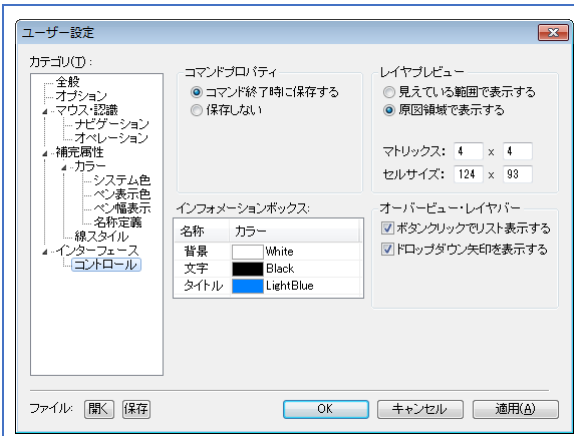 ユーザー設定
カテゴリ(T):
全般
オプション
マウス・認識
ナビゲーション
オペレーション
補完属性
カラー
システム色
ペン表示色
ペン幅表示
名称定義
線スタイル
インターフェース
コントロール
コマンドプロパティ
コマンド終了時に保存する
保存しない
レイヤプレビュー
見えている範囲で表示する
原図領域で表示する
マトリックス: 4 x 4
セルサイズ: 124 x 93
インフォメーションボックス:
名称 カラー
背景 White
文字 Black
タイトル LightBlue
オーバービュー・レイヤバー
ボタンクリックでリスト表示する
ドロップダウン矢印を表示する
ファイル: 開く 保存
OK キャンセル 適用(A)